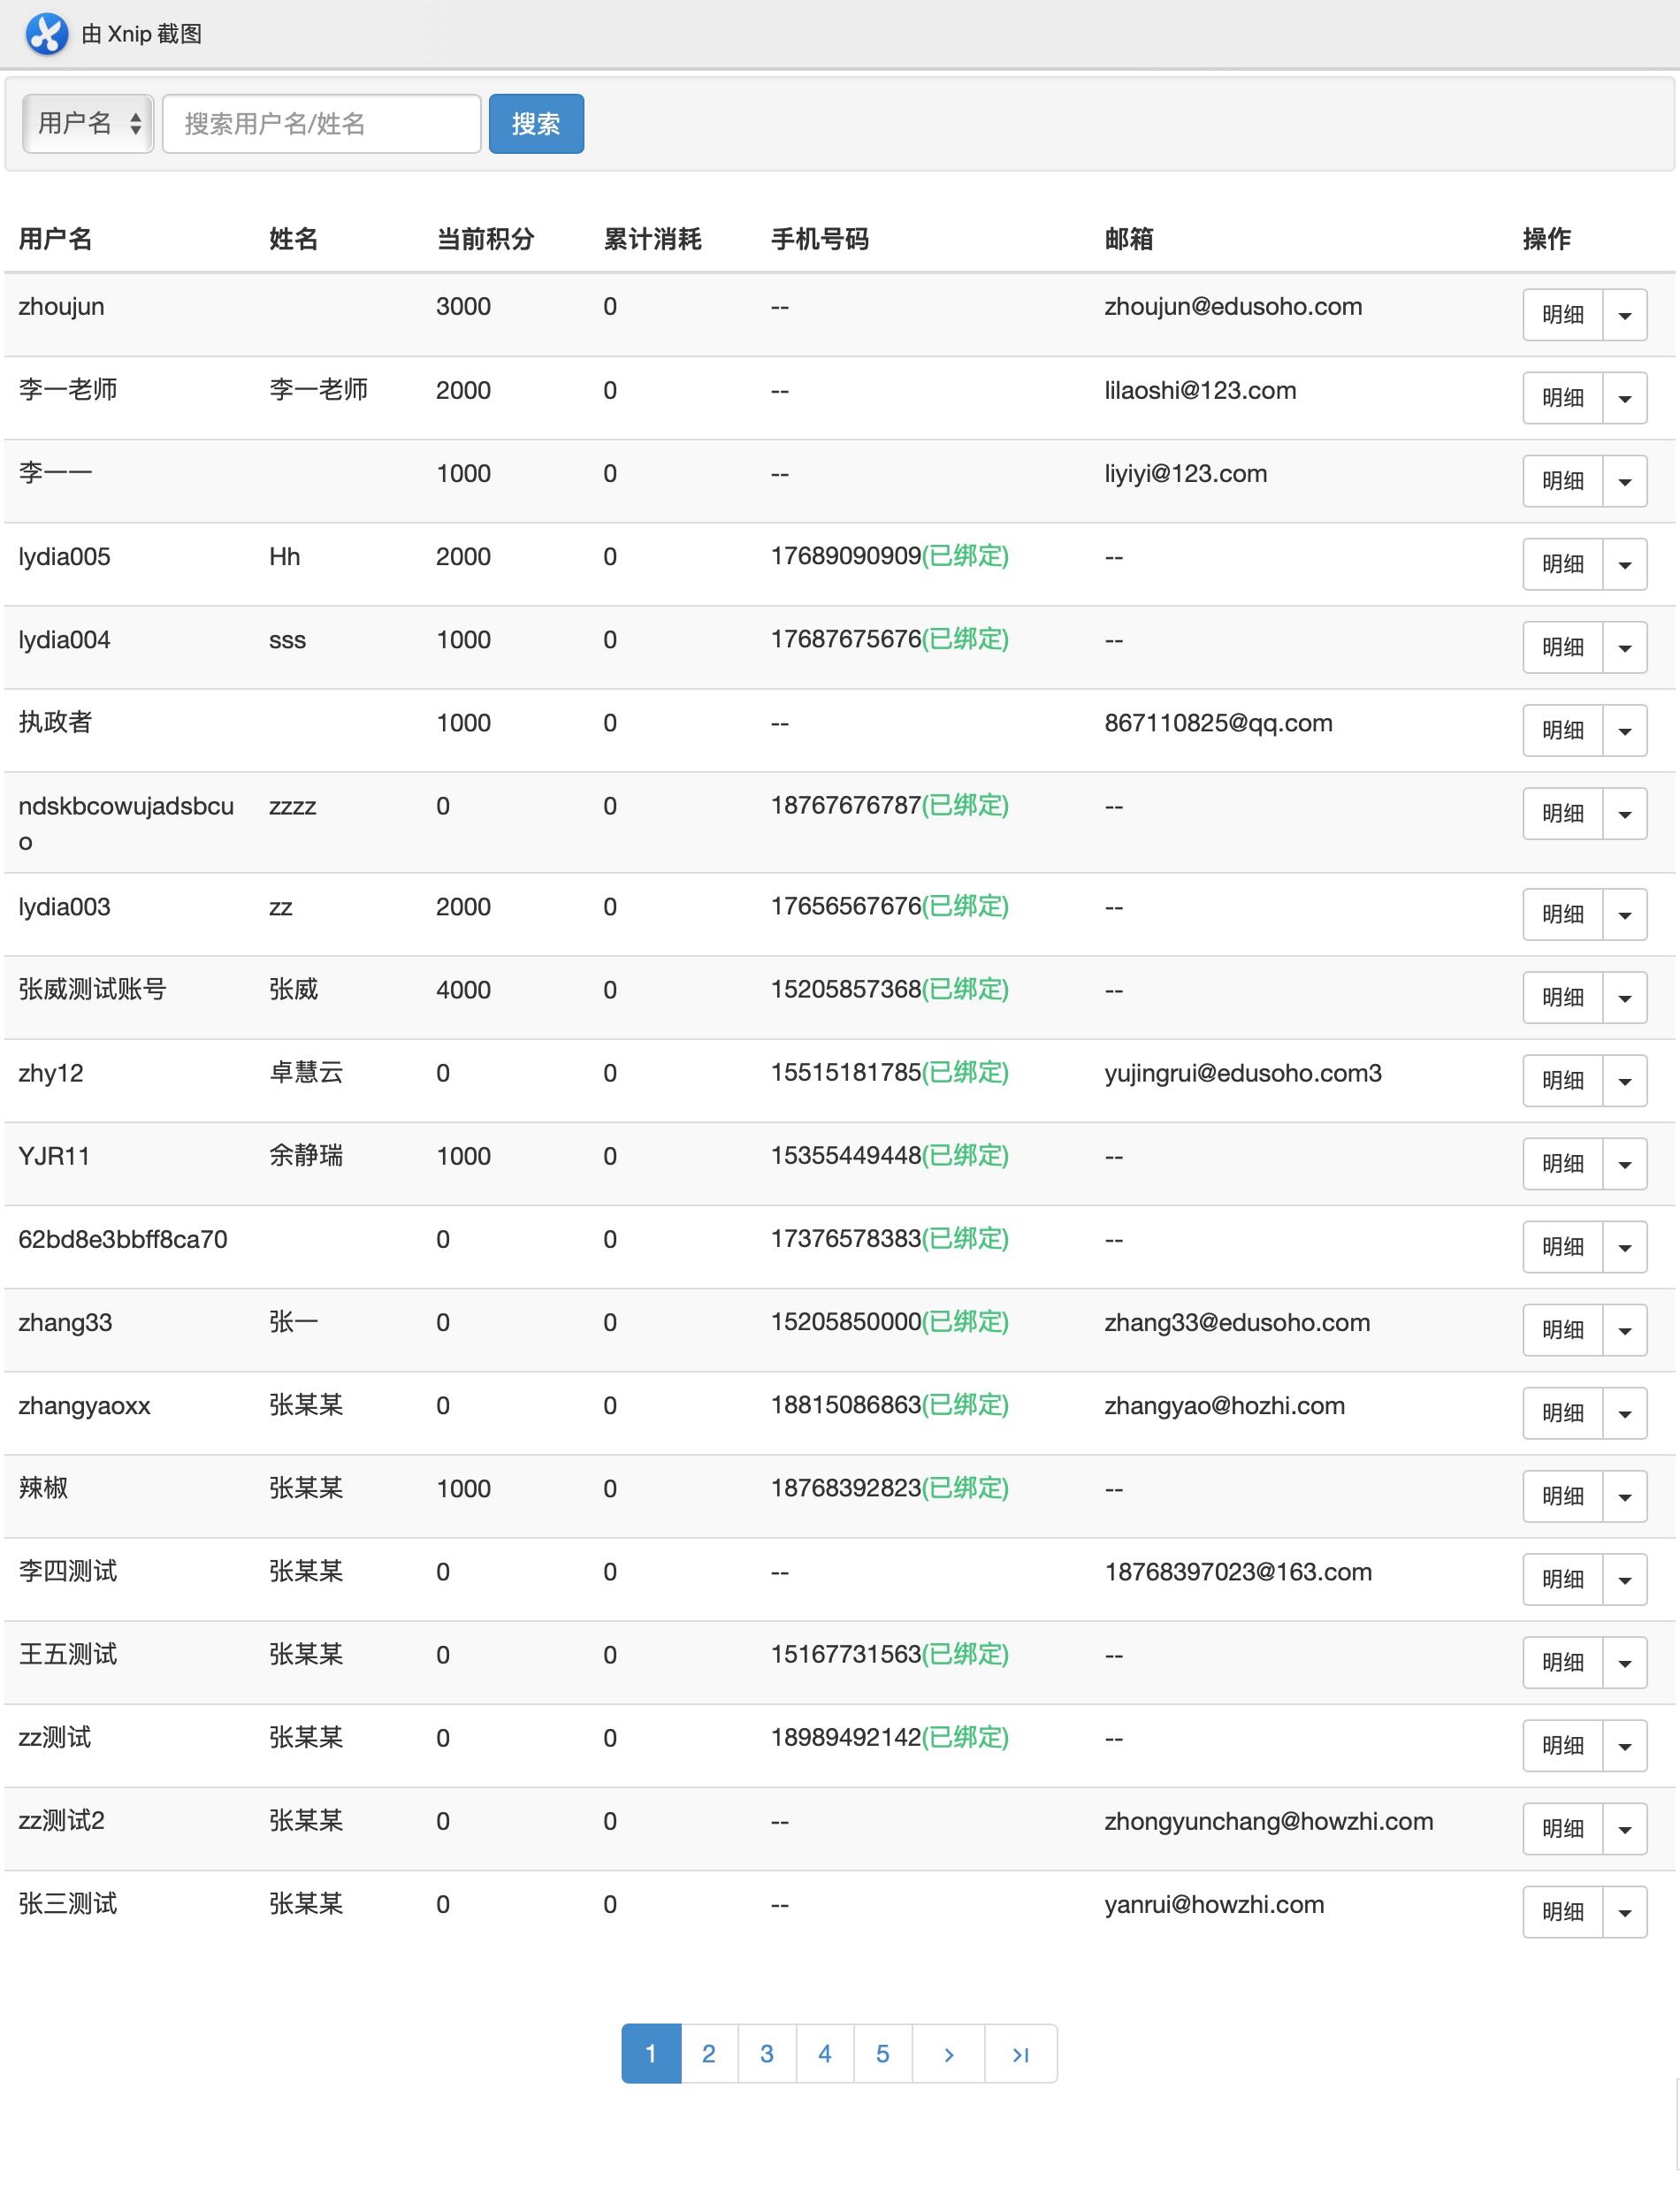 由 Xnip 截图
用户名 搜索用户名/姓名 搜索
用户名 姓名 当前积分 累计消耗 手机号码 邮箱 操作
zhoujun 3000 0 -- zhoujun@edusoho.com 明细
李一老师 李一老师 2000 0 -- lilaoshi@123.com 明细
李一一 1000 0 -- liyiyi@123.com 明细
lydia005 Hh 2000 0 17689090909(已绑定) -- 明细
lydia004 sss 1000 0 17687675676(已绑定) -- 明细
执政者 1000 0 -- 867110825@qq.com 明细
ndskbcowujadsbcu zzzz 0 0 18767676787(已绑定) -- 明细
o
lydia003 zz 2000 0 17656567676(已绑定) -- 明细
张威测试账号 张威 4000 0 15205857368(已绑定) -- 明细
zhy12 卓慧云 0 0 15515181785(已绑定) yujingrui@edusoho.com3 明细
YJR11 余静瑞 1000 0 15355449448(已绑定) -- 明细
62bd8e3bbff8ca70 0 0 17376578383(已绑定) -- 明细
zhang33 张一 0 0 15205850000(已绑定) zhang33@edusoho.com 明细
zhangyaoxx 张某某 0 0 18815086863(已绑定) zhangyao@hozhi.com 明细
辣椒 张某某 1000 0 18768392823(已绑定) -- 明细
李四测试 张某某 0 0 -- 18768397023@163.com 明细
王五测试 张某某 0 0 15167731563(已绑定) -- 明细
zz测试 张某某 0 0 18989492142(已绑定) -- 明细
zz测试2 张某某 0 0 -- zhongyunchang@howzhi.com 明细
张三测试 张某某 0 0 -- yanrui@howzhi.com 明细
1 2 3 4 5